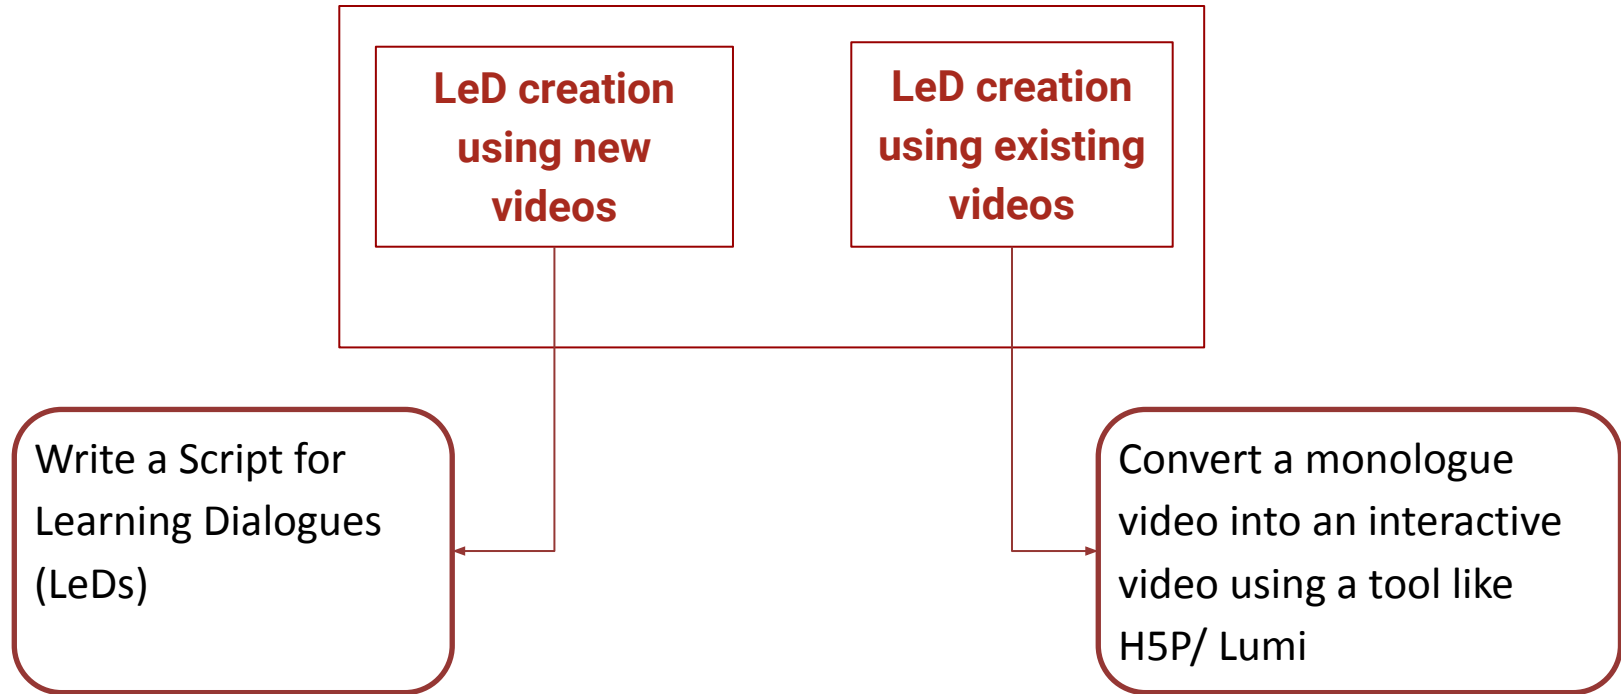 LeD creation
using new
videos
LeD creation
using existing
videos
Write a Script for
Learning Dialogues
(LeDs)
Convert a monologue
video into an interactive
video using a tool like
H5P/ Lumi